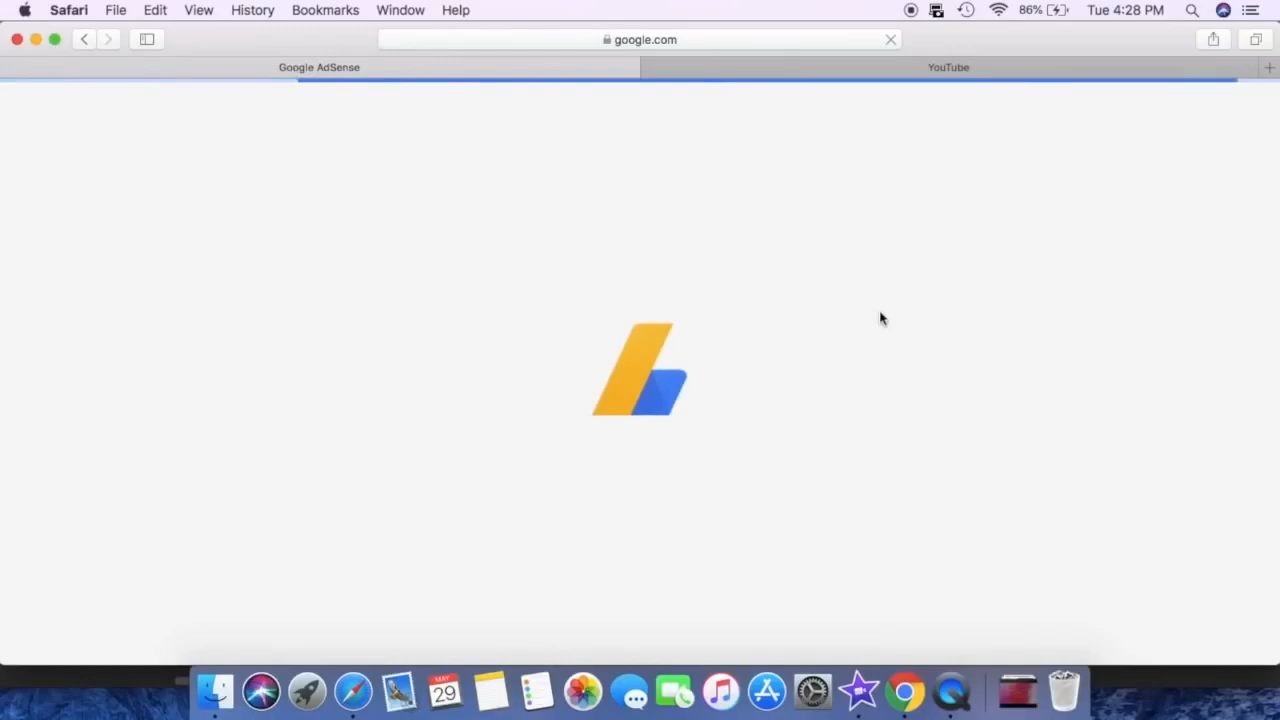 Safari File Edit View History Bookmarks Window Help 86% Tue 4:28 PM
google.com
Google AdSense YouTube
MAY
29